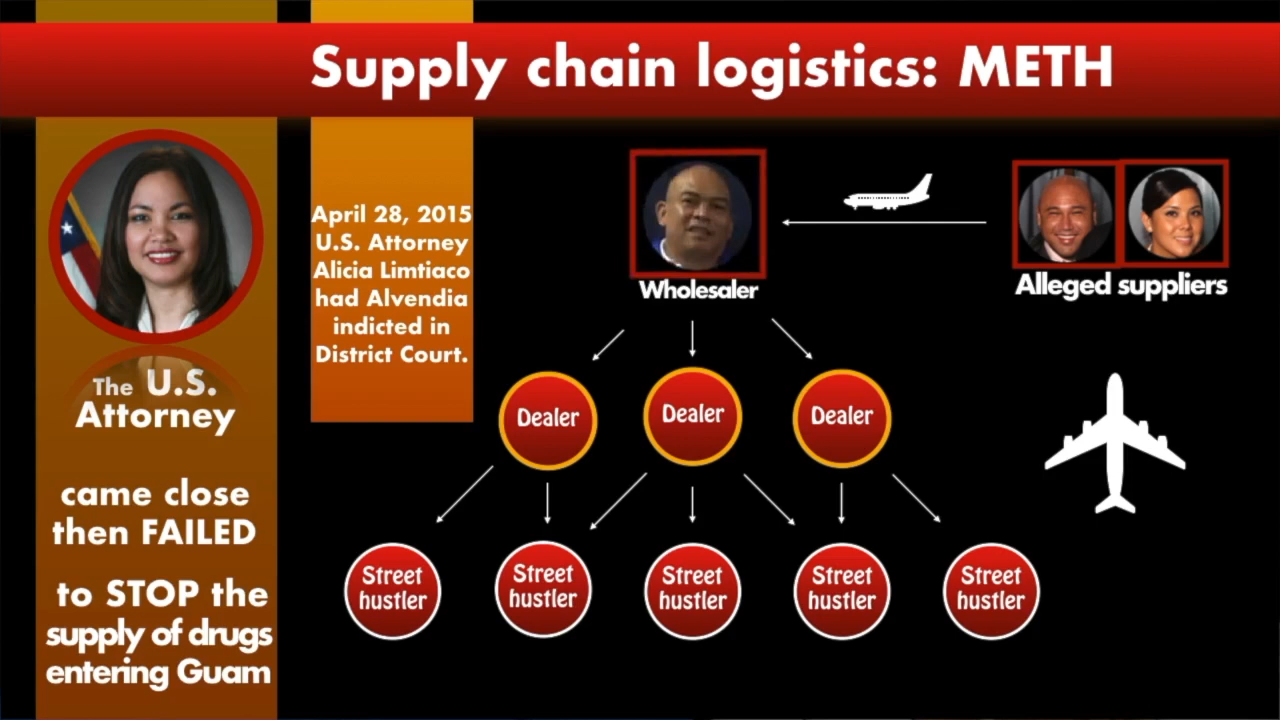 Supply chain logistics: METH
The U.S.
Attorney
came close
then FAILED
to STOP the
supply of drugs
entering Guam
April 28, 2015
U.S. Attorney
Alicia Limtiaco
had Alvendia
indicted in
District Court.
Wholesaler
Alleged suppliers
Dealer
Dealer
Dealer
Street
hustler
Street
hustler
Street
hustler
Street
hustler
Street
hustler